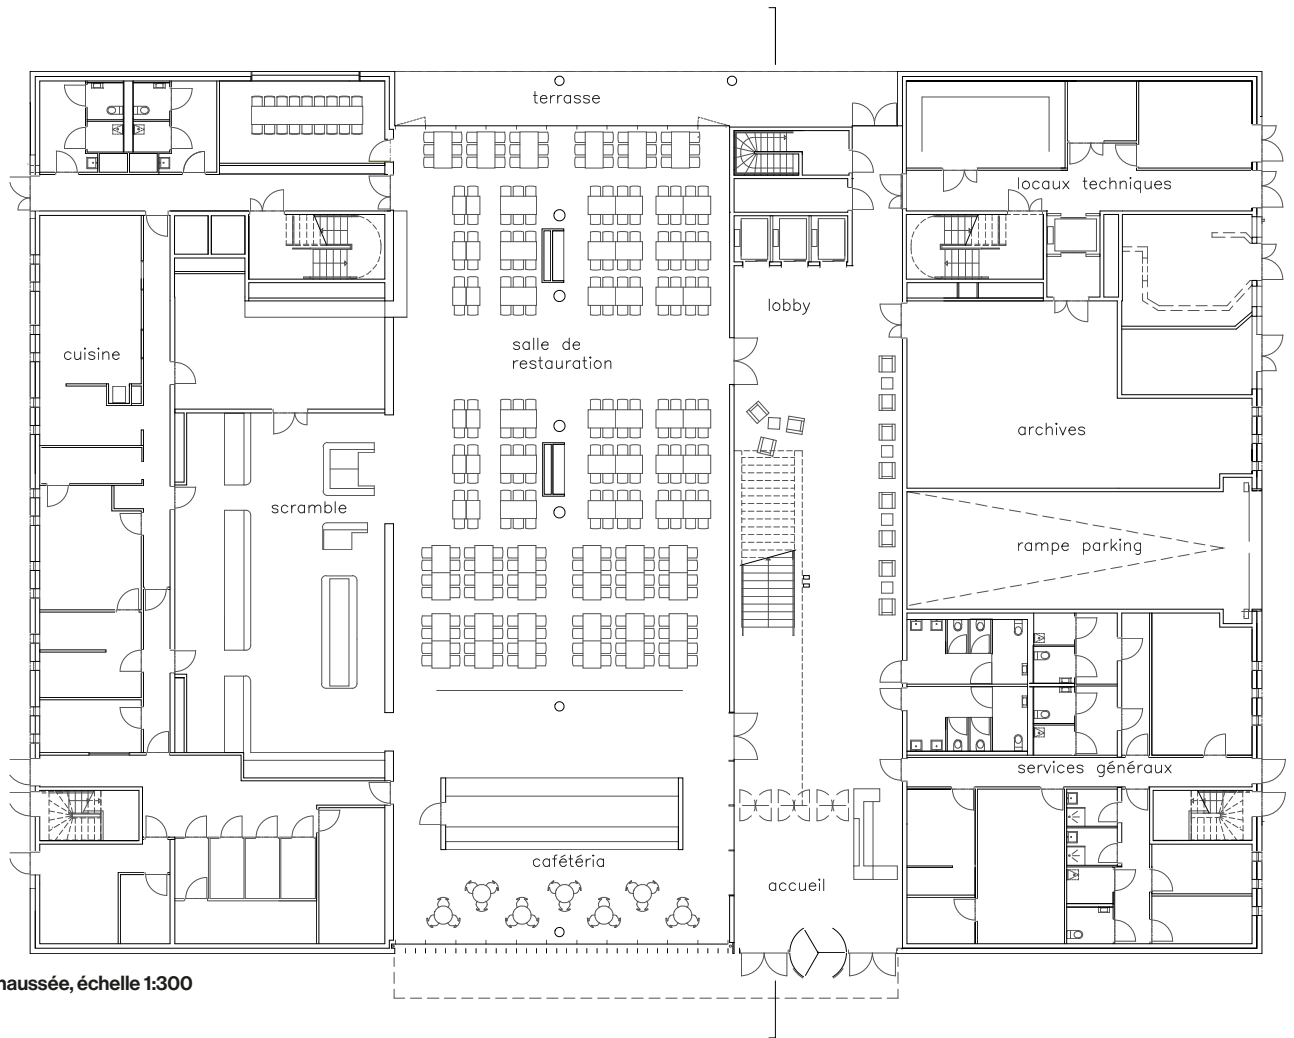 terrasse
locaux techniques
lobby
salle de
restauration
cuisine
archives
scramble
rampe parking
services généraux
cafétéria
accueil
haussée, échelle 1:300